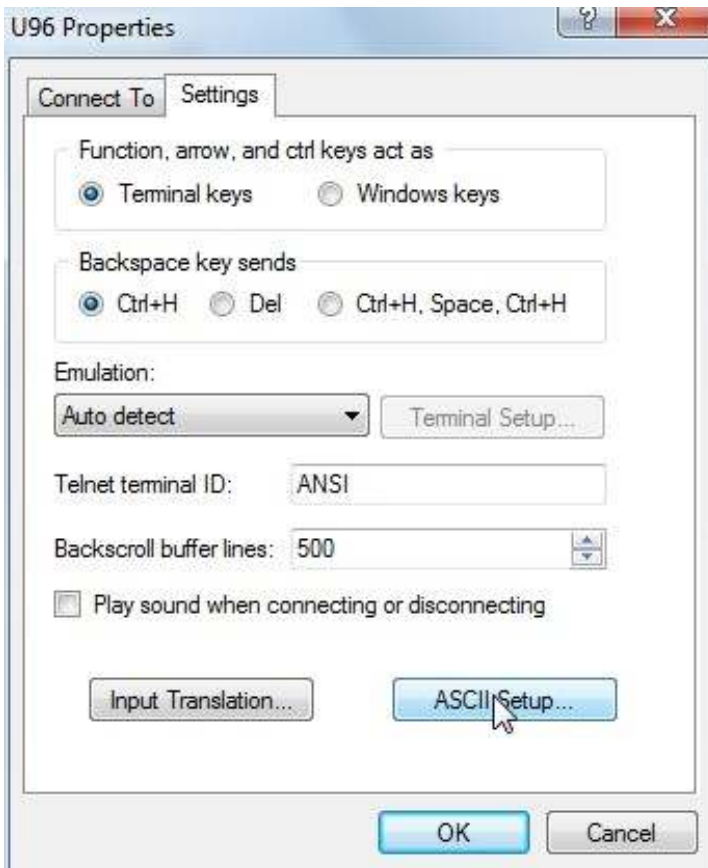 U96 Properties
Connect To Settings
Function, arrow, and ctrl keys act as
Terminal keys Windows keys
Backspace key sends
Ctrl+H Del Ctrl+H, Space, Ctrl+H
Emulation:
Auto detect Terminal Setup...
Telnet terminal ID: ANSI
Backscroll buffer lines: 500
Play sound when connecting or disconnecting
Input Translation... ASCII Setup...
OK Cancel